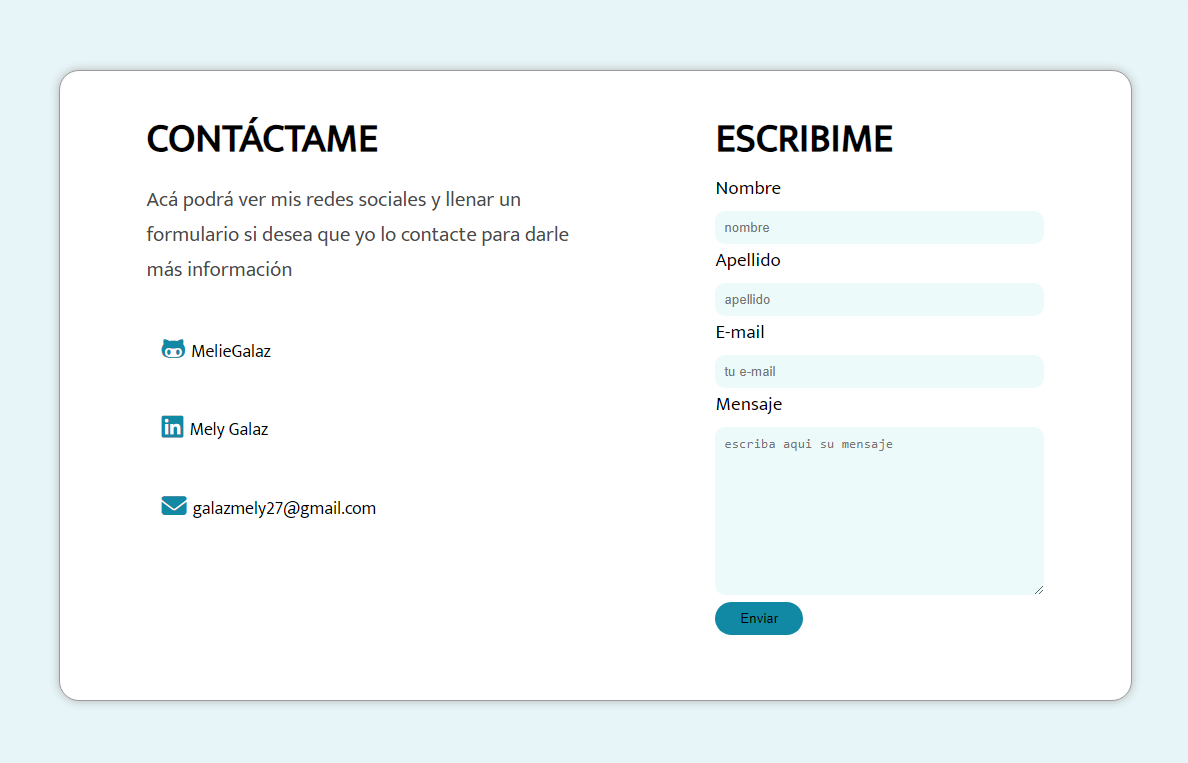 CONTÁCTAME
Acá podrá ver mis redes sociales y llenar un
formulario si desea que yo lo contacte para darle
más información
MelieGalaz
in Mely Galaz
galazmely27@gmail.com
ESCRIBIME
Nombre
nombre
Apellido
apellido
E-mail
tu e-mail
Mensaje
escriba aqui su mensaje
Enviar